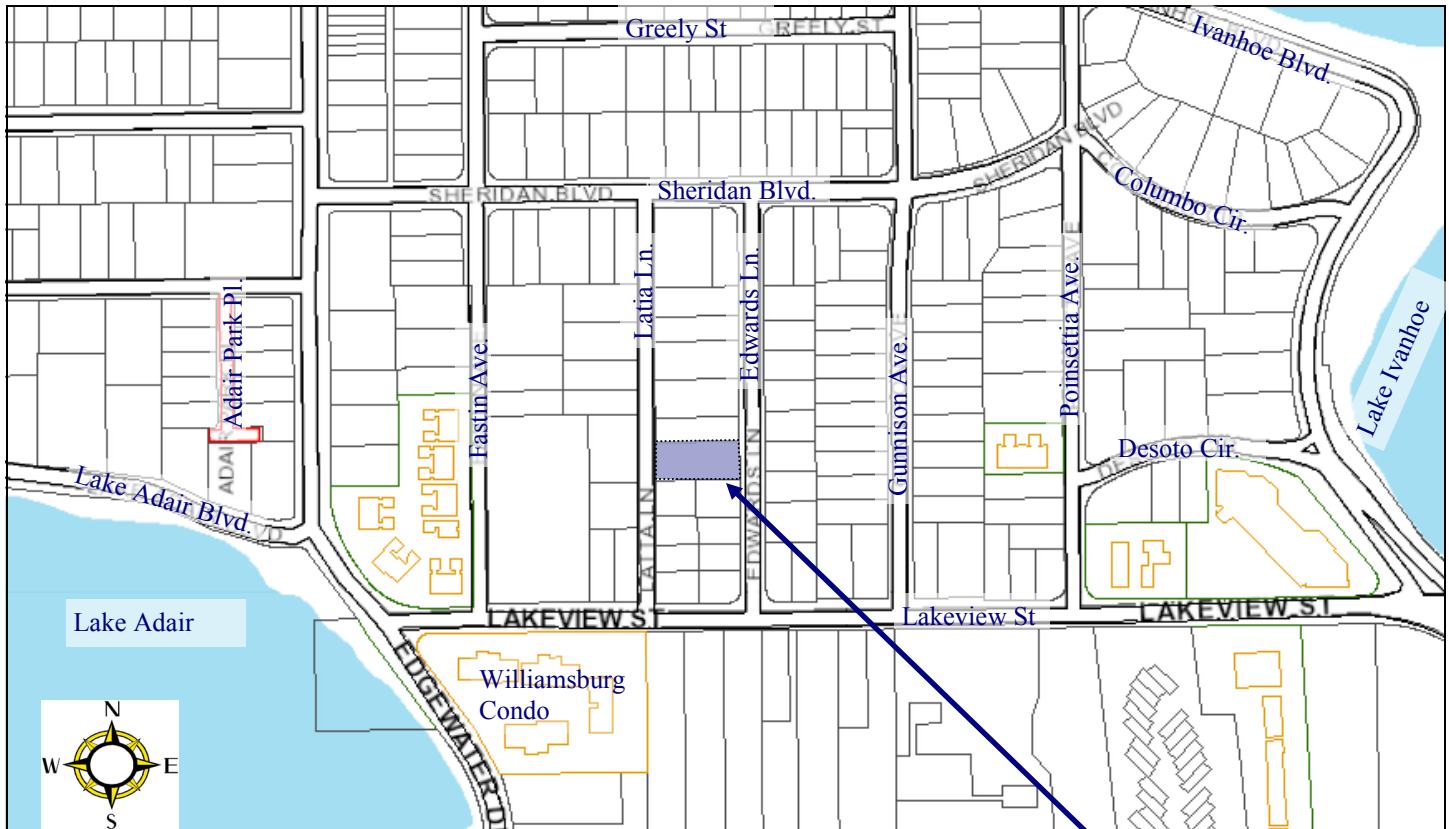 Greely St
GREELY ST
Ivanhoe Blvd.
SHERIDAN BLVD
Columbo Cir.
SHERIDAN BLVD
Sheridan Blvd.
Adair Park Pl.
Fastin Ave.
Latia Ln.
Edwards Ln.
Gunnison Ave.
Poinsettia Ave.
AVE
Lake Ivanhoe
Desoto Cir.
ADAIR
Lake Adair Blvd.
LATTA LN
EDWARDS LN
LAKEVIEW ST
Lakeview St
LAKEVIEW ST
Lake Adair
EDGEWATER D
Williamsburg
Condo
N
W
E
S